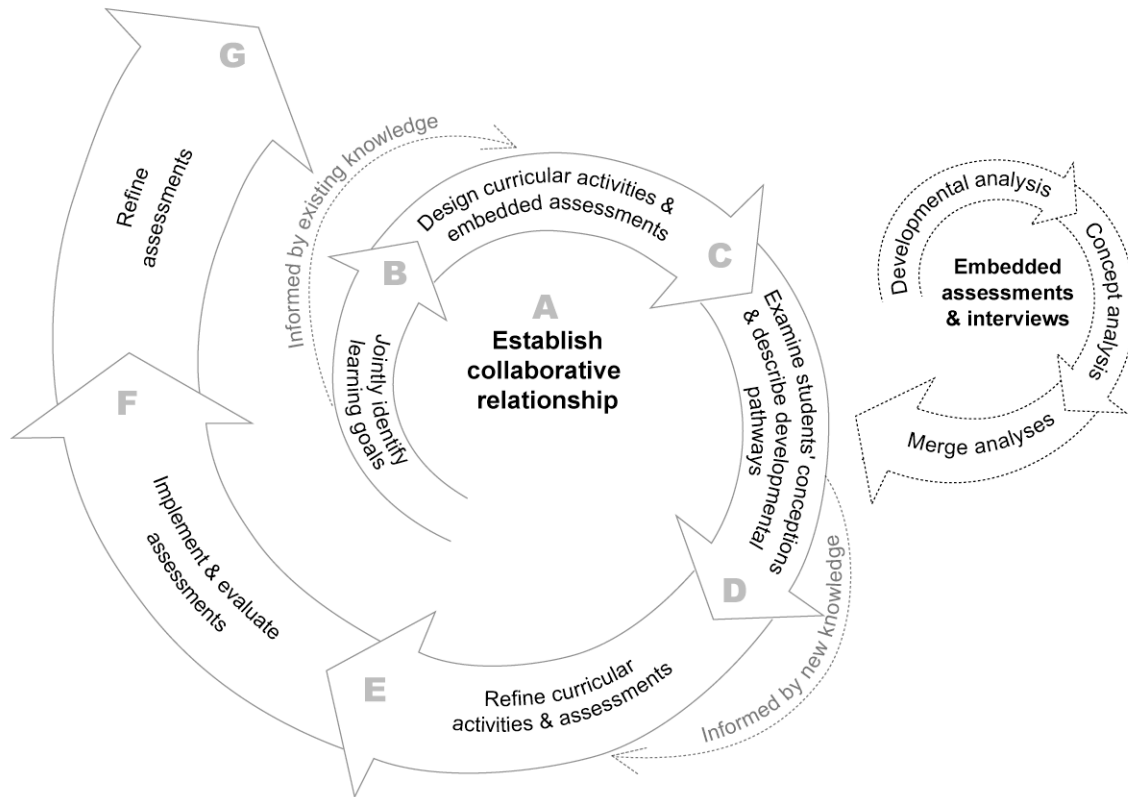 A
Establish
collaborative
relationship
B
Jointly identify
learning goals
Informed by existing knowledge
C
Design curricular activities &
embedded assessments
D
Examine students' conceptions
& describe developmental
pathways
Informed by new knowledge
E
Refine curricular
activities & assessments
F
Implement & evaluate
assessments
G
Refine
assessments
Developmental analysis
Concept analysis
Merge analyses
Embedded
assessments
& interviews